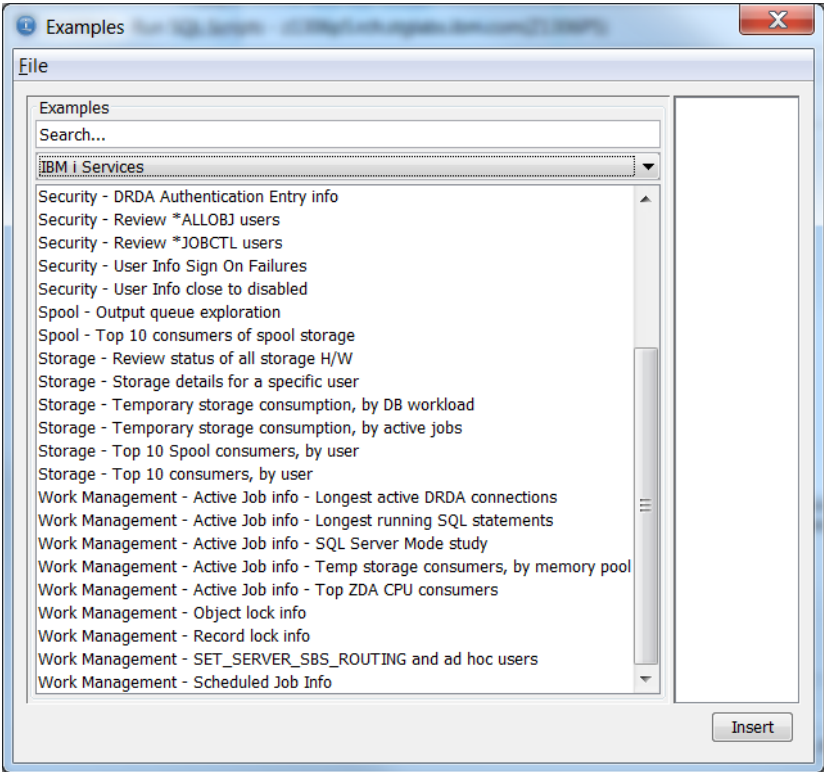 Examples
File
Examples
Search...
IBM i Services
Security - DRDA Authentication Entry info
Security - Review *ALLOBJ users
Security - Review *JOBCTL users
Security - User Info Sign On Failures
Security - User Info close to disabled
Spool - Output queue exploration
Spool - Top 10 consumers of spool storage
Storage - Review status of all storage H/W
Storage - Storage details for a specific user
Storage - Temporary storage consumption, by DB workload
Storage - Temporary storage consumption, by active jobs
Storage - Top 10 Spool consumers, by user
Storage - Top 10 consumers, by user
Work Management - Active Job info - Longest active DRDA connections
Work Management - Active Job info - Longest running SQL statements
Work Management - Active Job info - SQL Server Mode study
Work Management - Active Job info - Temp storage consumers, by memory pool
Work Management - Active Job info - Top ZDA CPU consumers
Work Management - Object lock info
Work Management - Record lock info
Work Management - SET_SERVER_SBS_ROUTING and ad hoc users
Work Management - Scheduled Job Info
Insert